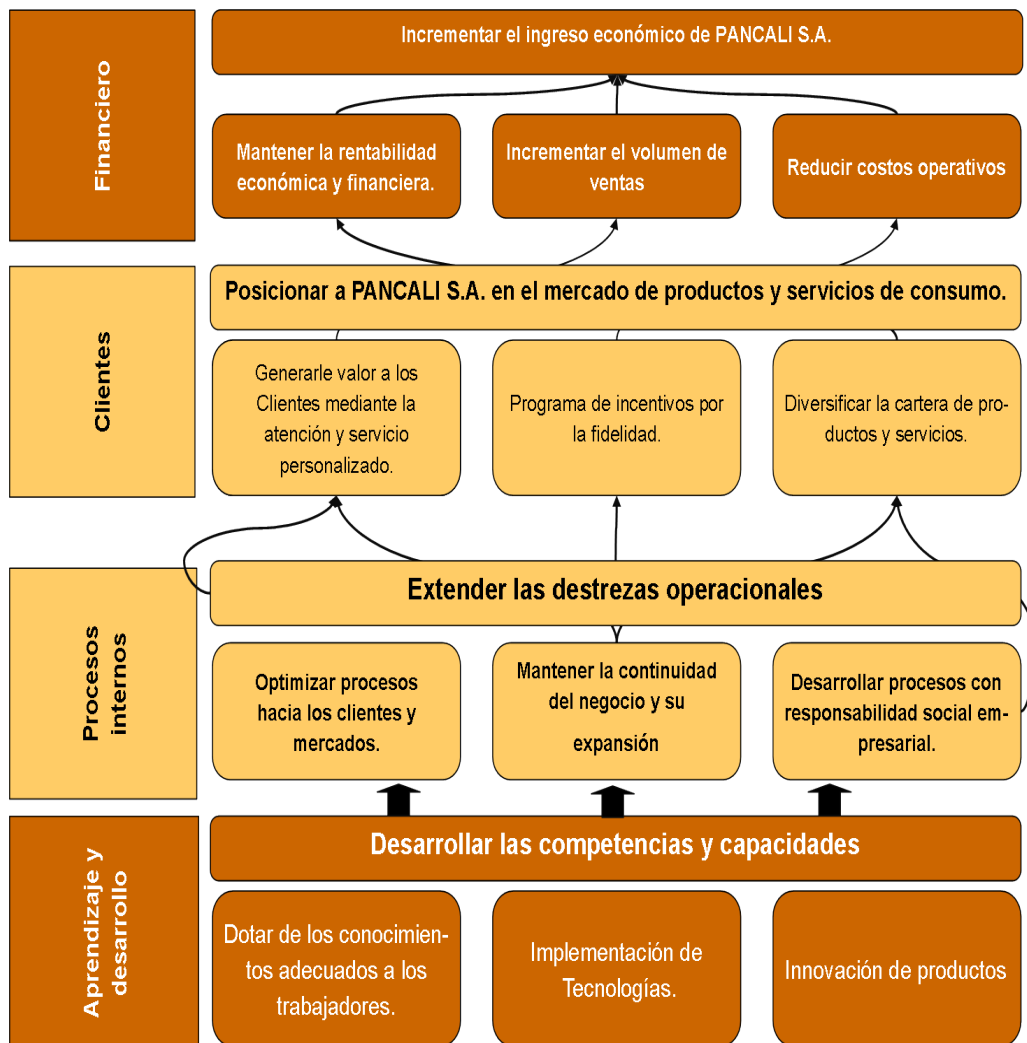 Financiero
Incrementar el ingreso económico de PANCALI S.A.
Mantener la rentabilidad
económica y financiera.
Incrementar el volumen de
ventas
Reducir costos operativos
Clientes
Posicionar a PANCALI S.A. en el mercado de productos y servicios de consumo.
Generarle valor a los
Clientes mediante la
atención y servicio
personalizado.
Programa de incentivos por
la fidelidad.
Diversificar la cartera de pro-
ductos y servicios.
Procesos
internos
Extender las destrezas operacionales
Optimizar procesos
hacia los clientes y
mercados.
Mantener la continuidad
del negocio y su
expansión
Desarrollar procesos con
responsabilidad social em-
presarial.
Aprendizaje y
desarrollo
Desarrollar las competencias y capacidades
Dotar de los conocimien-
tos adecuados a los
trabajadores.
Implementación de
Tecnologías.
Innovación de productos